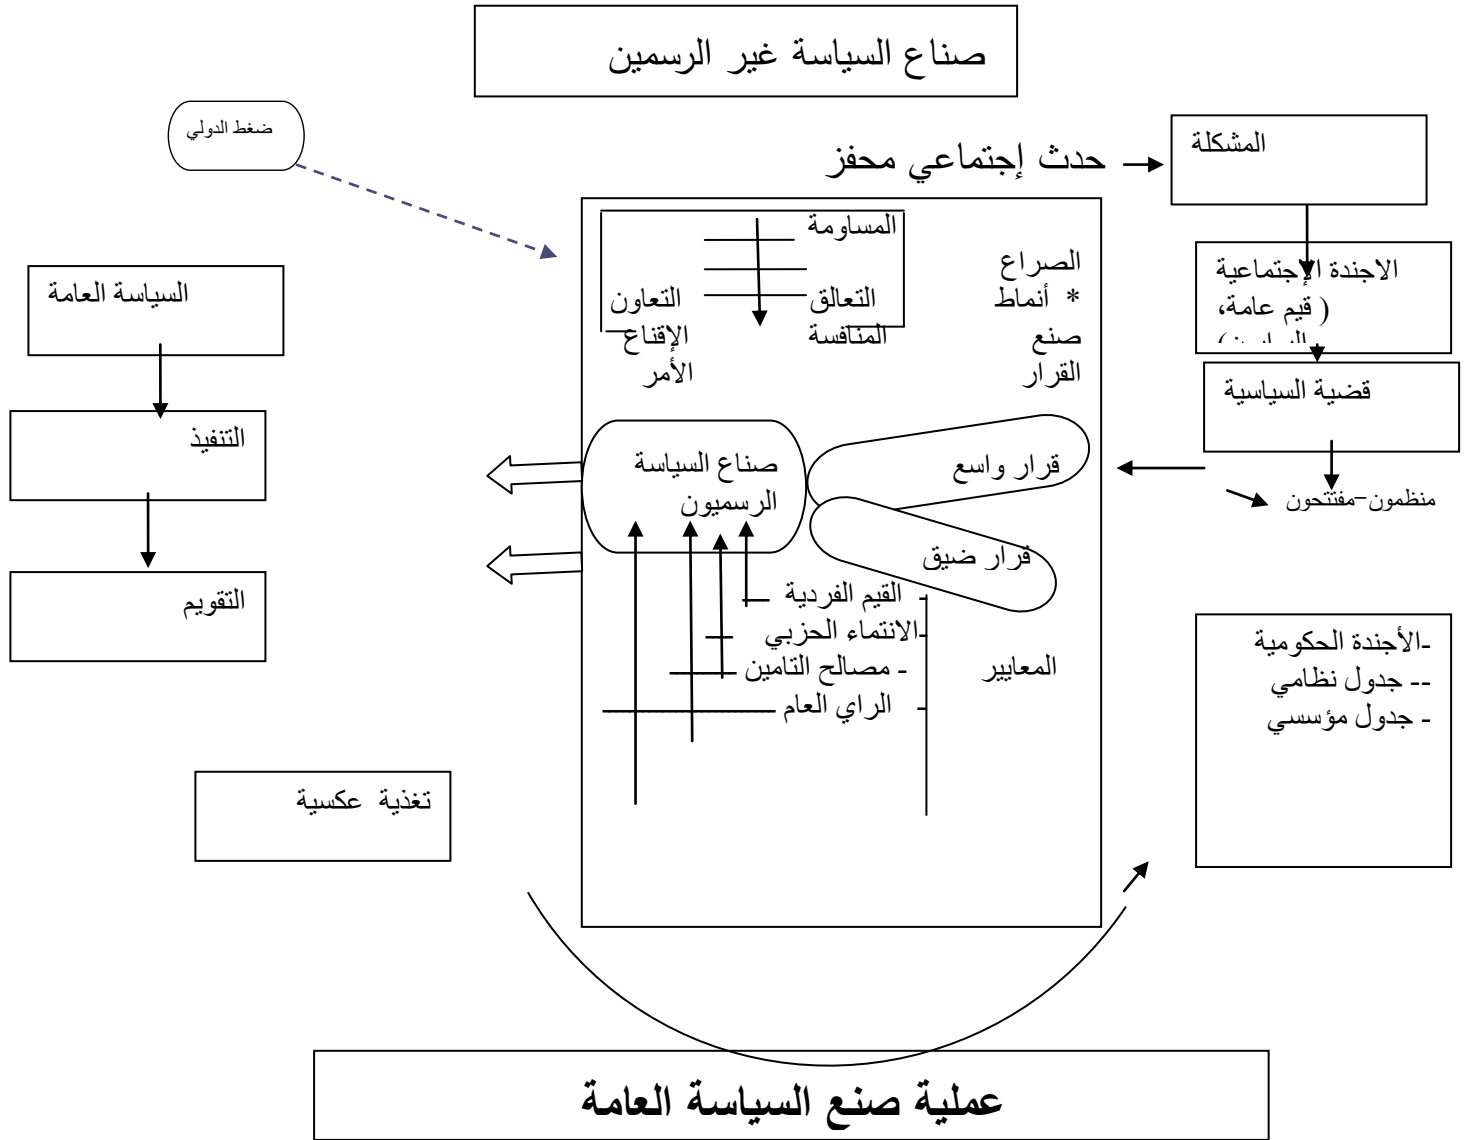 صناع السياسة غير الرسمين
ضغط الدولي
حدث إجتماعي محفز
المشكلة
الاجندة الإجتماعية
( قيم عامة،
قضية السياسية
منظمون-مفتتحون
-الأجندة الحكومية
-- جدول نظامي
- جدول مؤسسي
الصراع
* أنماط
صنع
القرار
المساومة
التعالق
المنافسة
التعاون
الإقناع
الأمر
قرار واسع
قرار ضيق
صناع السياسة
الرسميون
المعايير
- القيم الفردية
-الانتماء الحزبي
- مصالح التامين
- الراي العام
السياسة العامة
التنفيذ
التقويم
تغذية عكسية
عملية صنع السياسة العامة